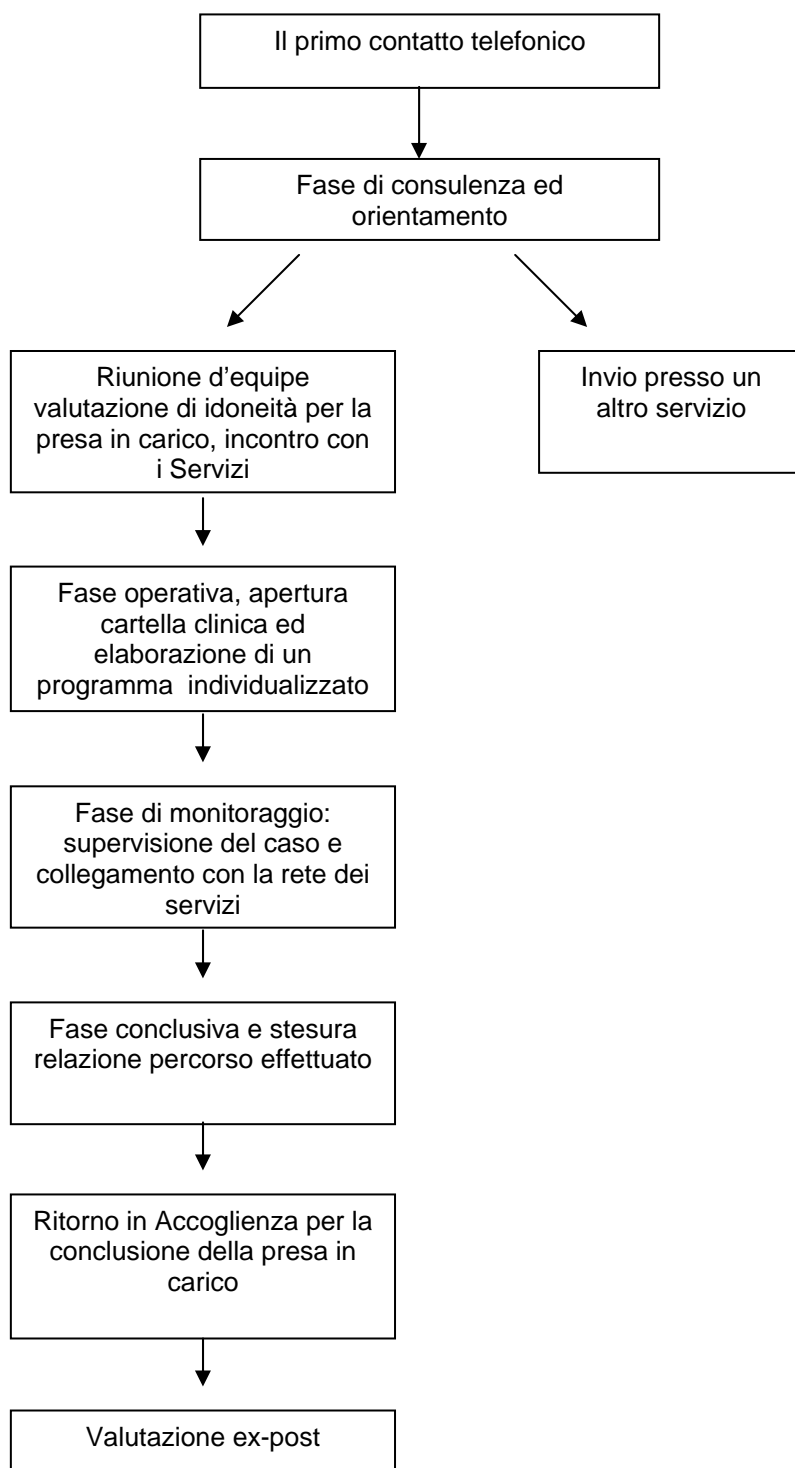 Il primo contatto telefonico
Fase di consulenza ed
orientamento
Riunione d'equipe
valutazione di idoneità per la
presa in carico, incontro con
i Servizi
Invio presso un
altro servizio
Fase operativa, apertura
cartella clinica ed
elaborazione di un
programma individualizzato
Fase di monitoraggio:
supervisione del caso e
collegamento con la rete dei
servizi
Fase conclusiva e stesura
relazione percorso effettuato
Ritorno in Accoglienza per la
conclusione della presa in
carico
Valutazione ex-post